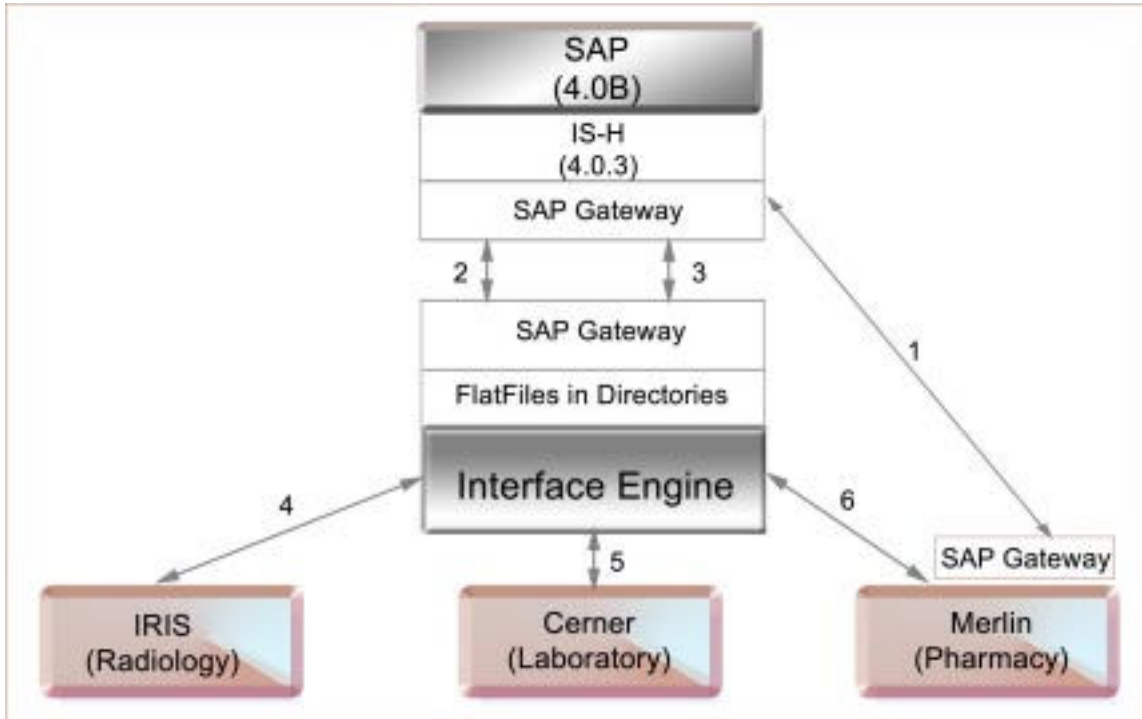 SAP
(4.0B)
IS-H
(4.0.3)
SAP Gateway
2
3
SAP Gateway
1
FlatFiles in Directories
Interface Engine
4
6
5
SAP Gateway
IRIS
(Radiology)
Cerner
(Laboratory)
Merlin
(Pharmacy)